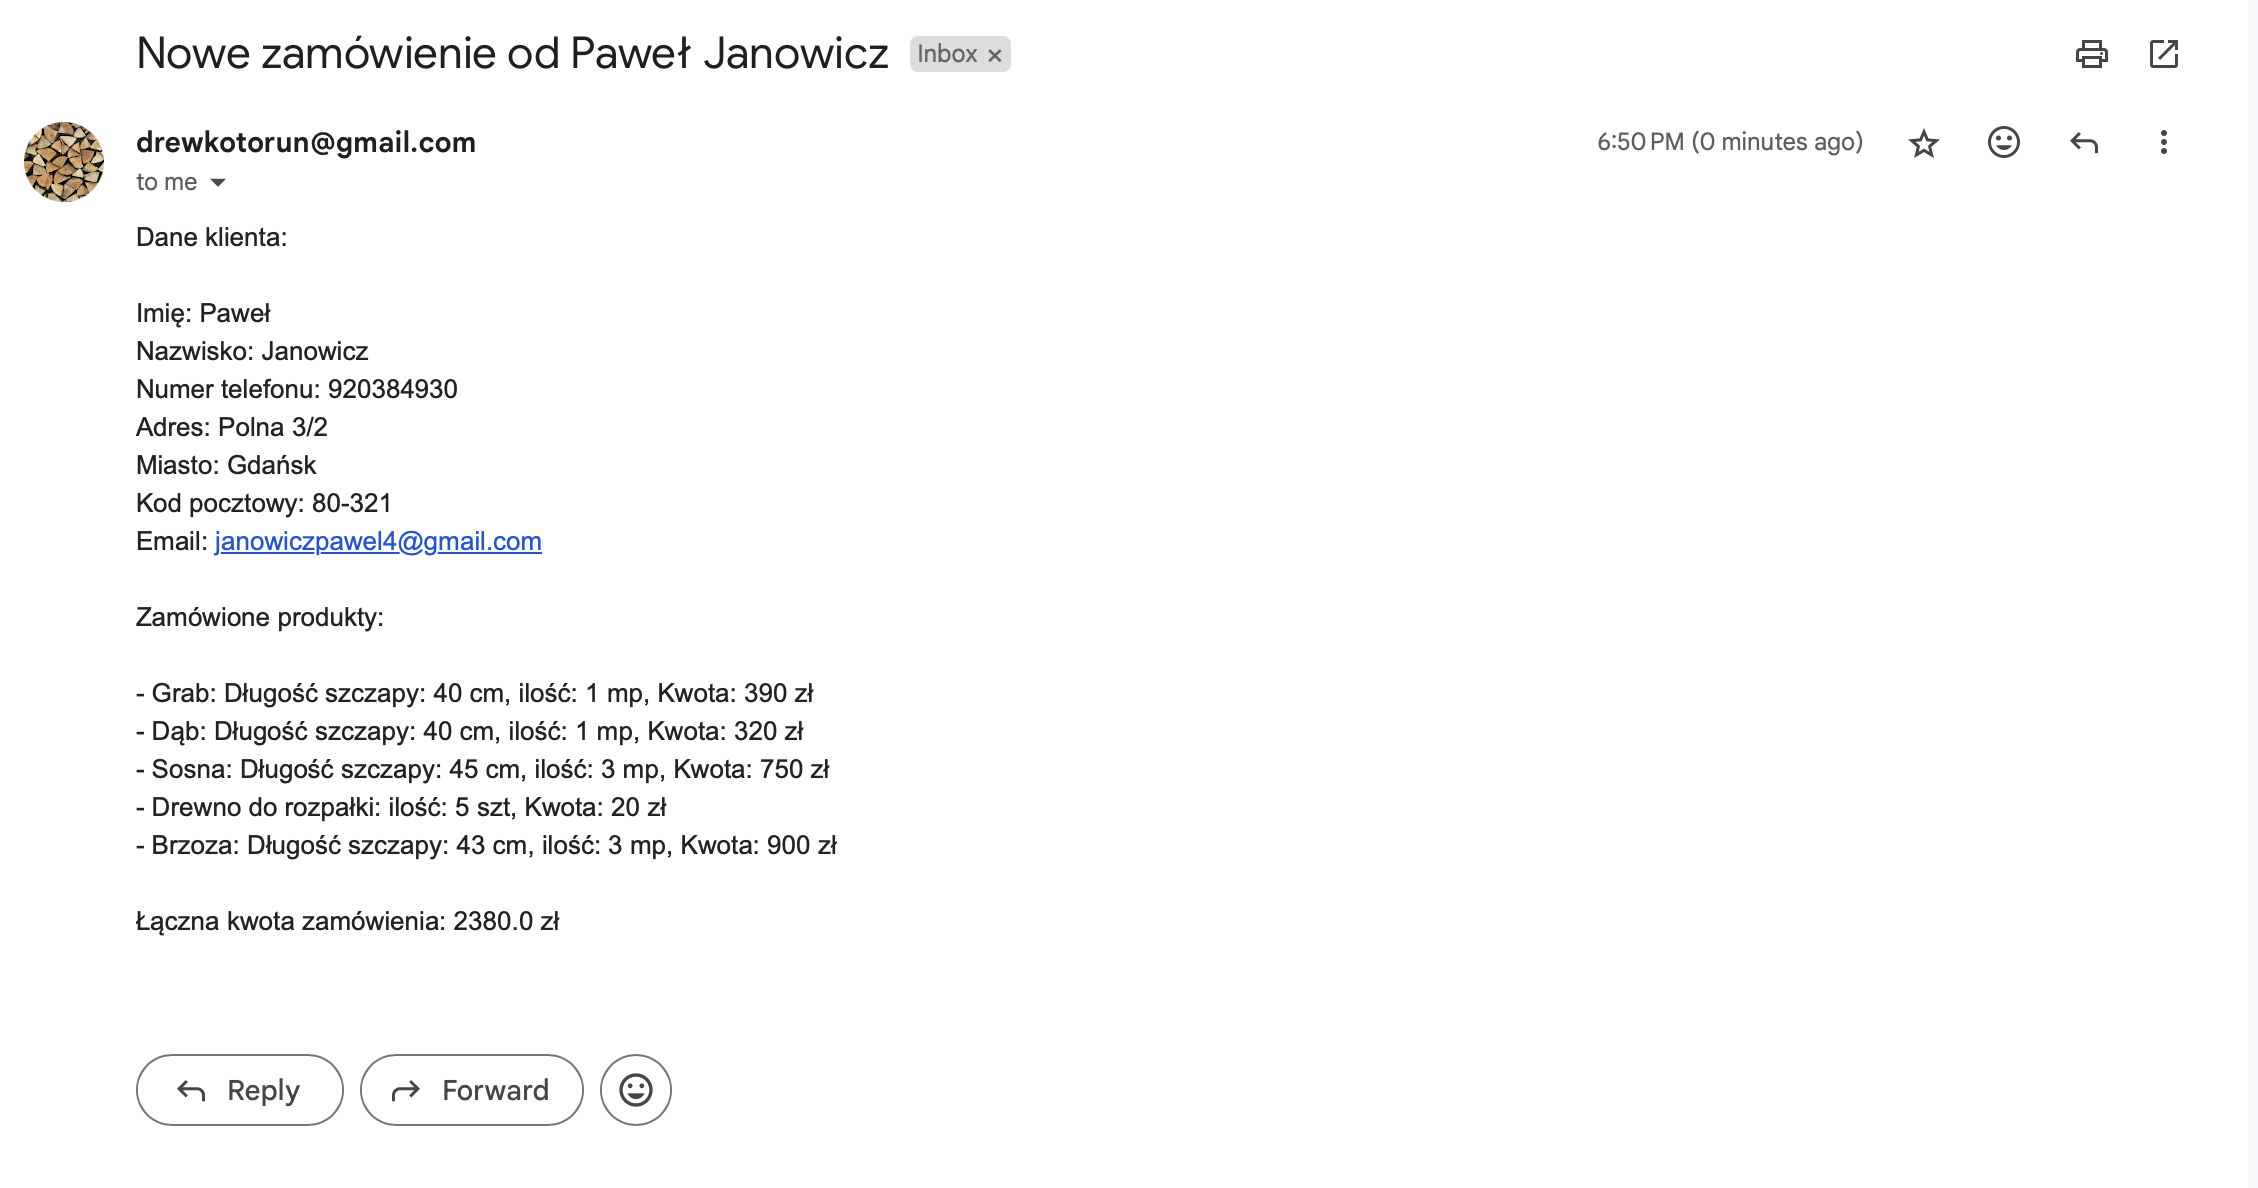 Nowe zamówienie od Paweł Janowicz Inbox ×
drewkotorun@gmail.com 6:50 PM (0 minutes ago)
to me
Dane klienta:
Imię: Paweł
Nazwisko: Janowicz
Numer telefonu: 920384930
Adres: Polna 3/2
Miasto: Gdańsk
Kod pocztowy: 80-321
Email: janowiczpawel4@gmail.com
Zamówione produkty:
- Grab: Długość szczapy: 40 cm, ilość: 1 mp, Kwota: 390 zł
- Dąb: Długość szczapy: 40 cm, ilość: 1 mp, Kwota: 320 zł
- Sosna: Długość szczapy: 45 cm, ilość: 3 mp, Kwota: 750 zł
- Drewno do rozpałki: ilość: 5 szt, Kwota: 20 zł
- Brzoza: Długość szczapy: 43 cm, ilość: 3 mp, Kwota: 900 zł
Łączna kwota zamówienia: 2380.0 zł
Reply Forward